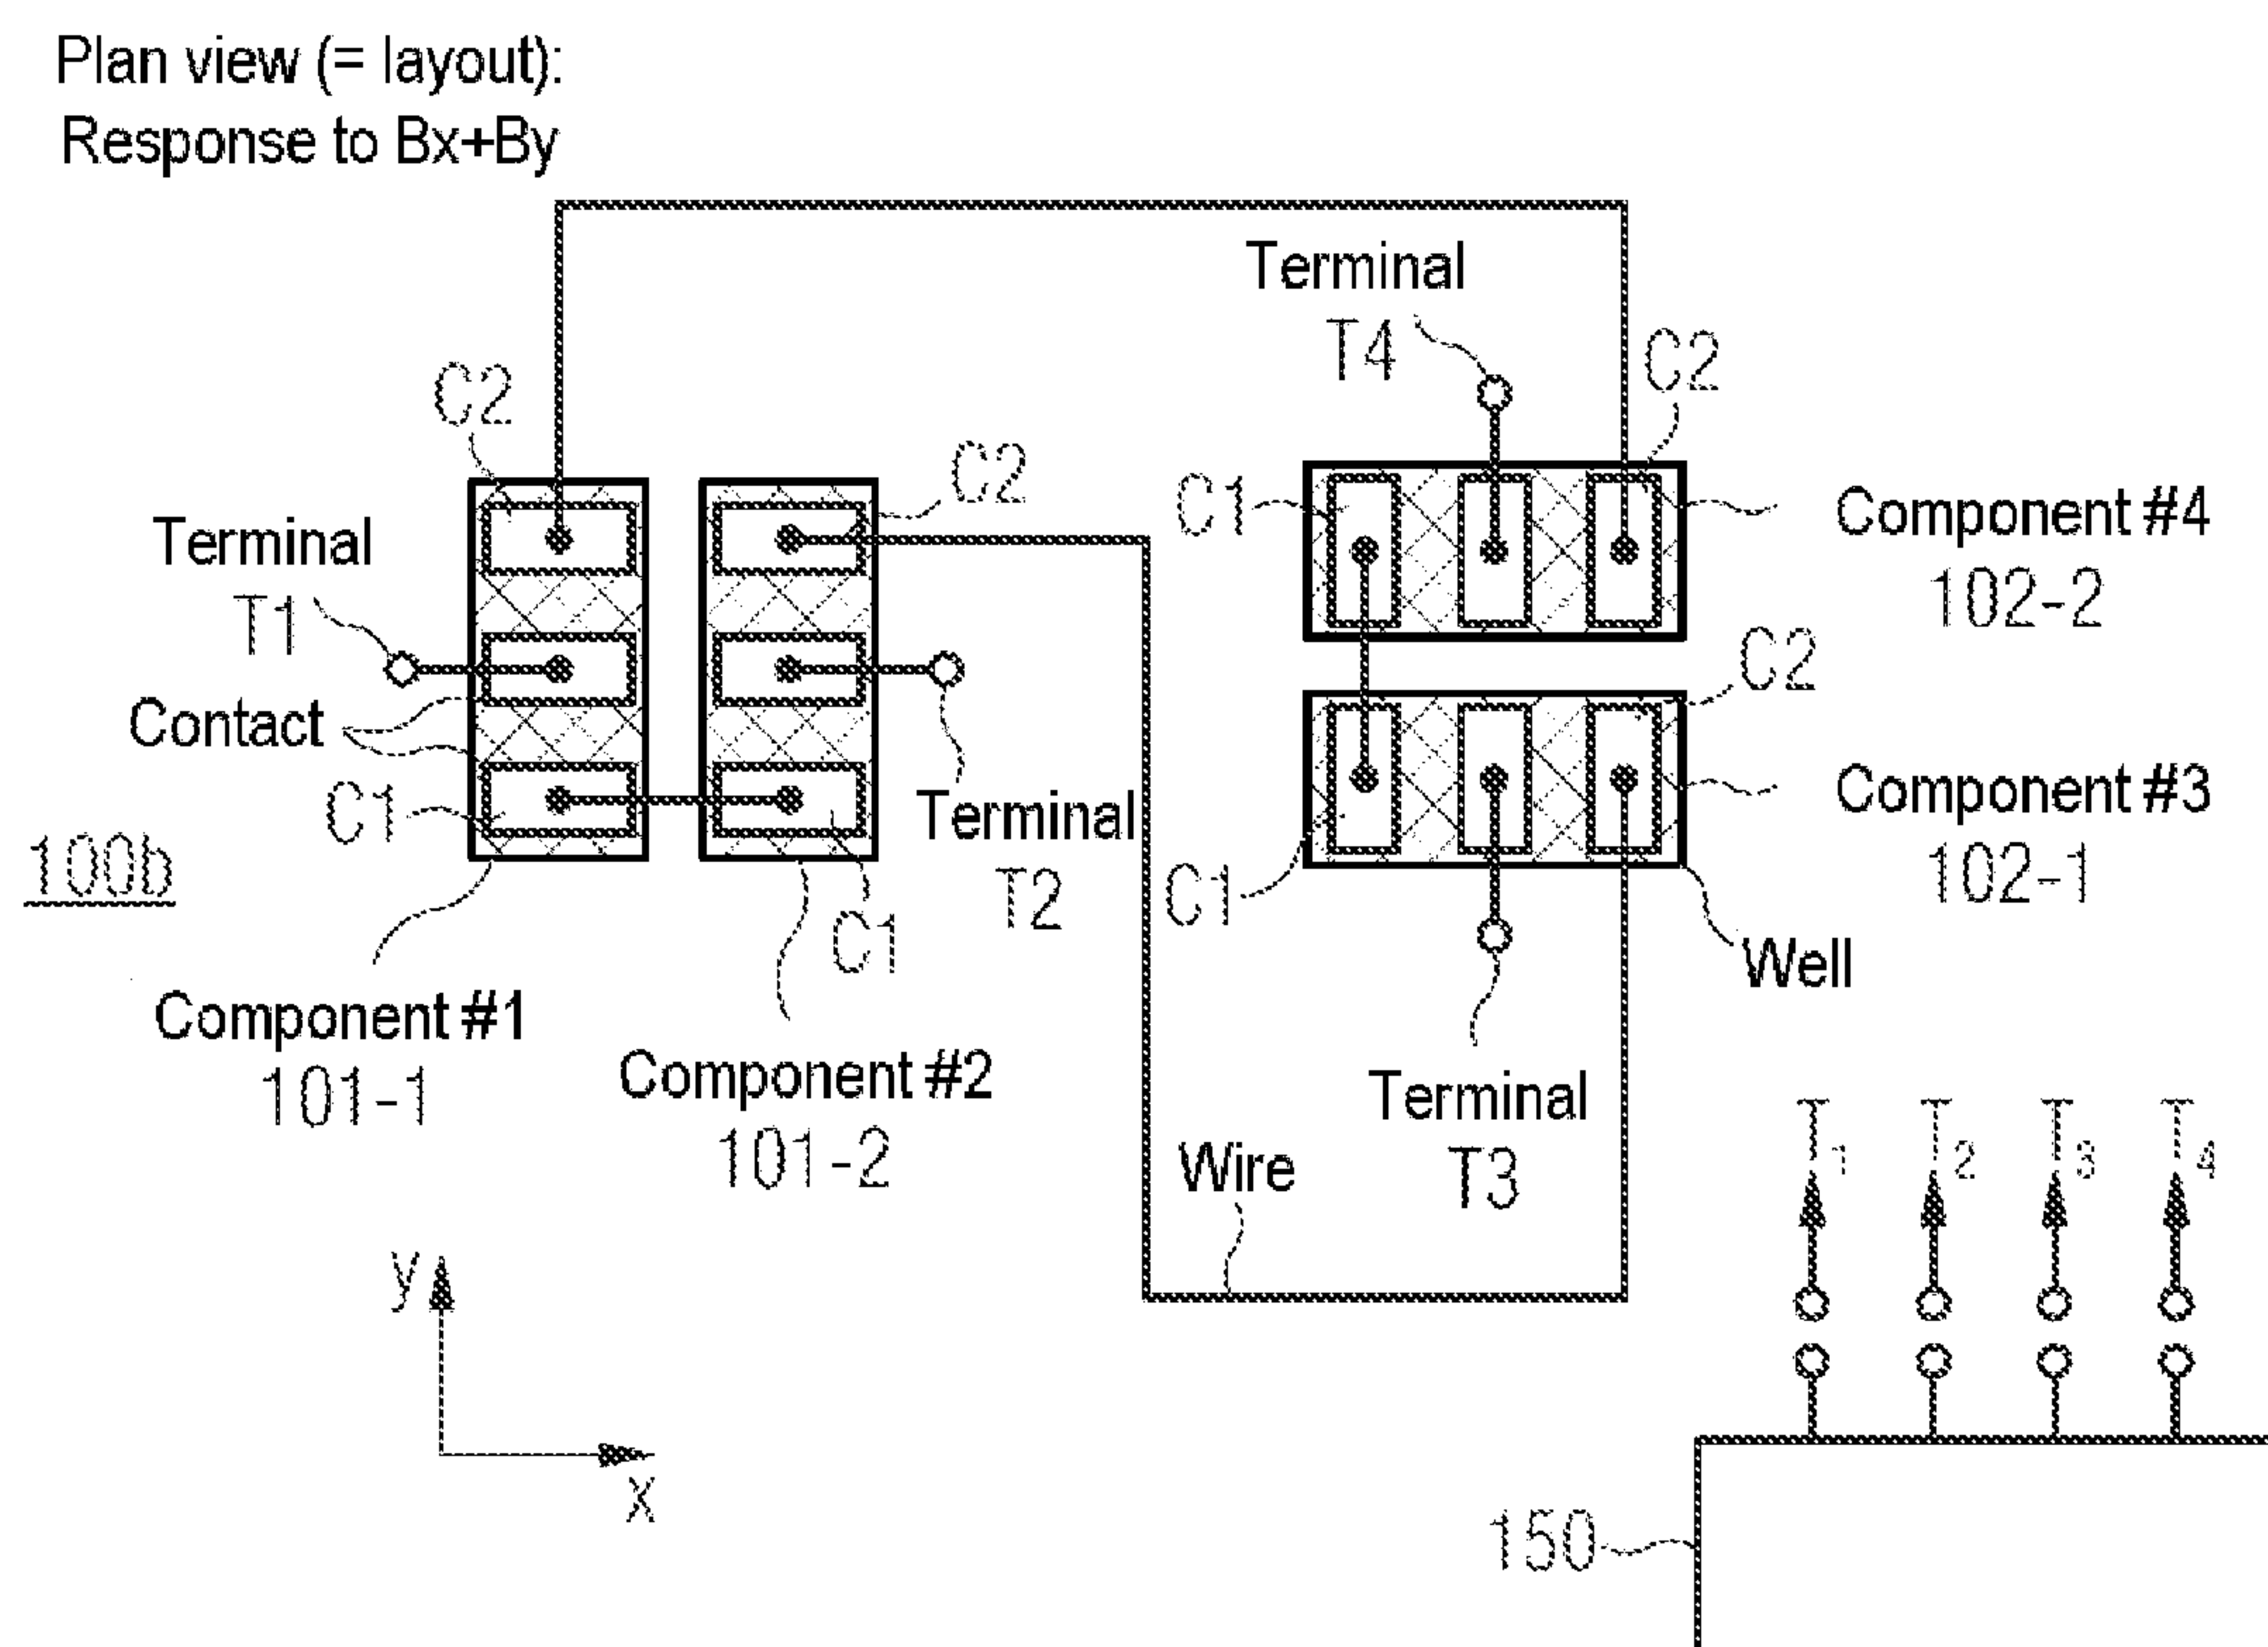 Plan view (= layout):
Response to Bx+By
Terminal
T4
C2
C2
C2
C1
Component #4
102-2
Terminal
T1
C2
Contact
C1
Terminal
T2
Component #3
102-1
100b
C1
C1
Well
Component #1
101-1
Component #2
101-2
Terminal
T3
Wire
T1 T2 T3 T4
y
x
150